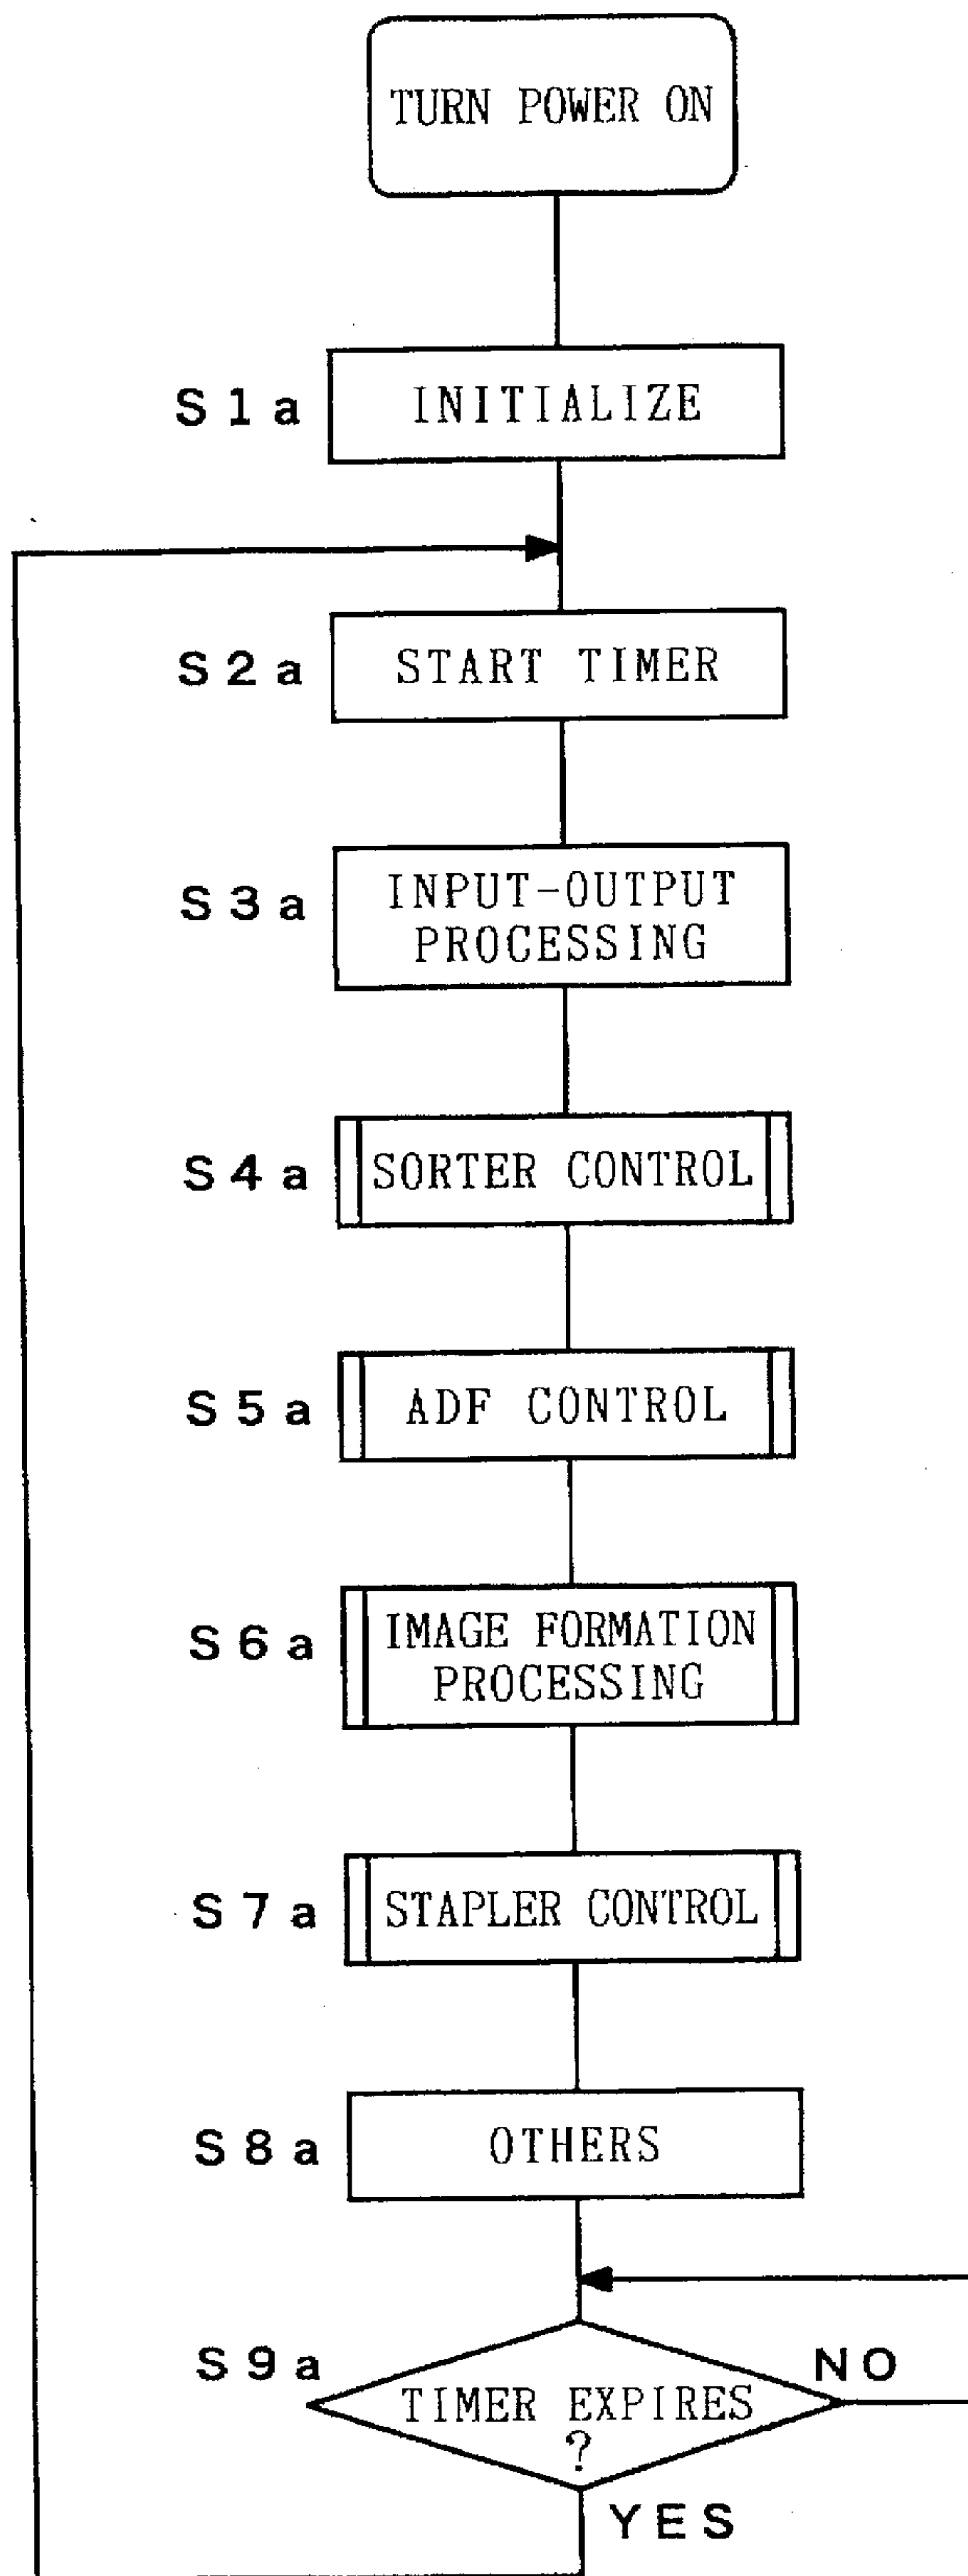 TURN POWER ON
S1a
INITIALIZE
S2a
START TIMER
S3a
INPUT-OUTPUT
PROCESSING
S4a
SORTER CONTROL
S5a
ADF CONTROL
S6a
IMAGE FORMATION
PROCESSING
S7a
STAPLER CONTROL
S8a
OTHERS
S9a
NO
TIMER EXPIRES
?
YES